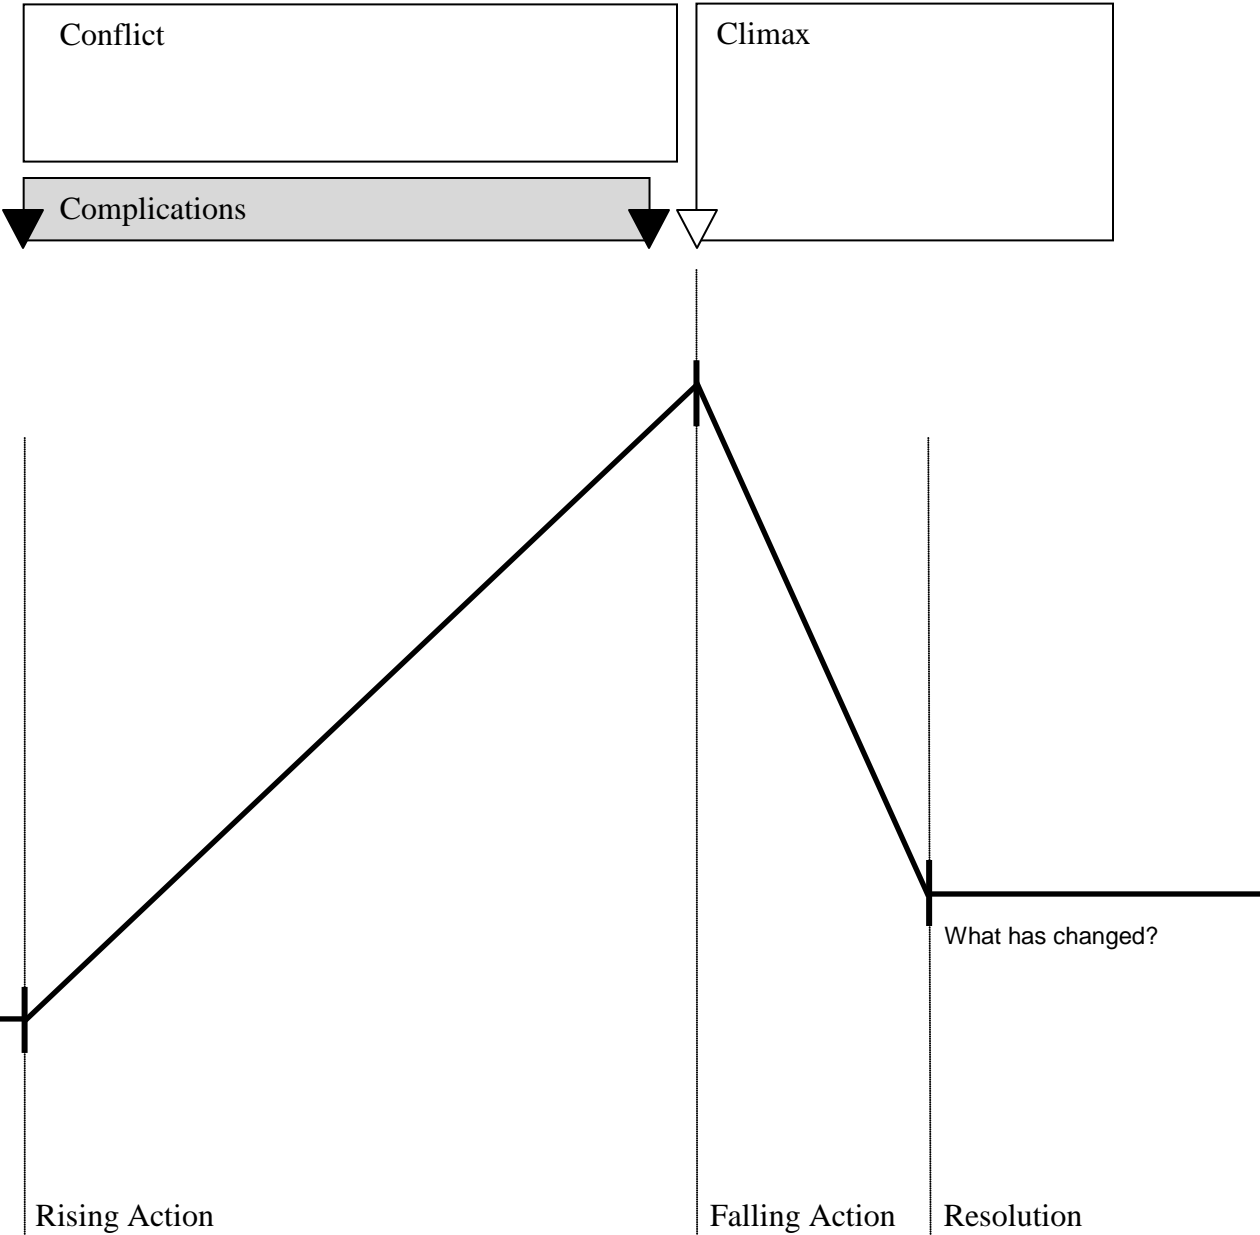 Conflict
Climax
Complications
What has changed?
Rising Action
Falling Action
Resolution